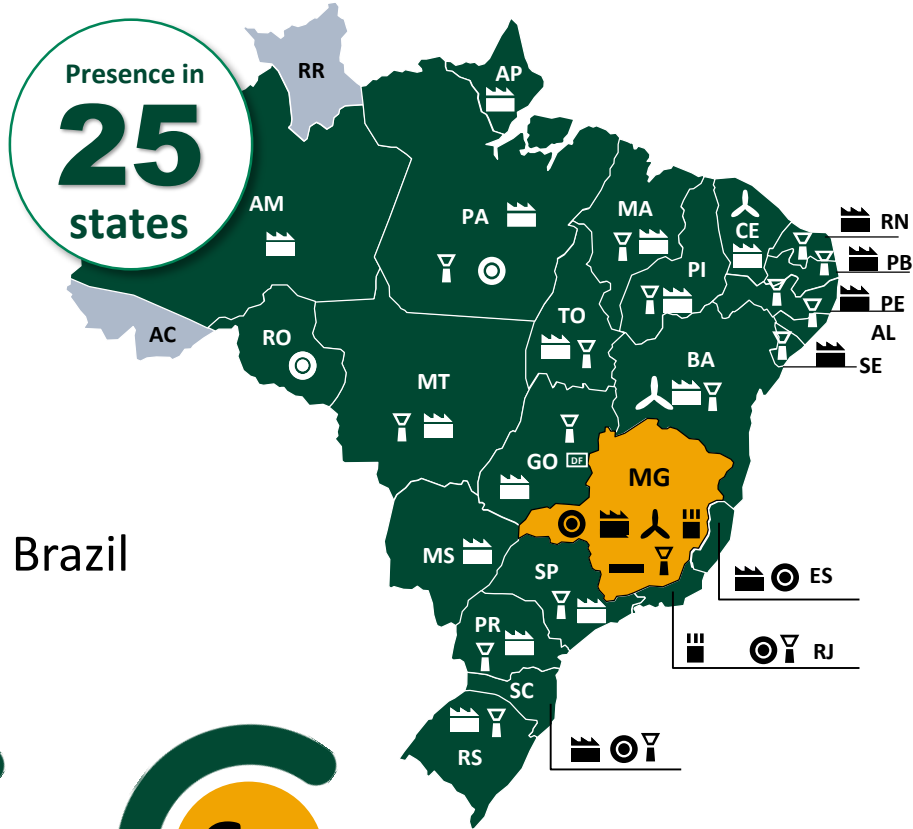 Presence in
25
states
RR
AP
AM
PA
MA
CE
RN
PB
PI
PE
AL
TO
AC
RO
SE
BA
MT
GO
DF
MG
Brazil
MS
SP
ES
PR
RJ
SC
RS